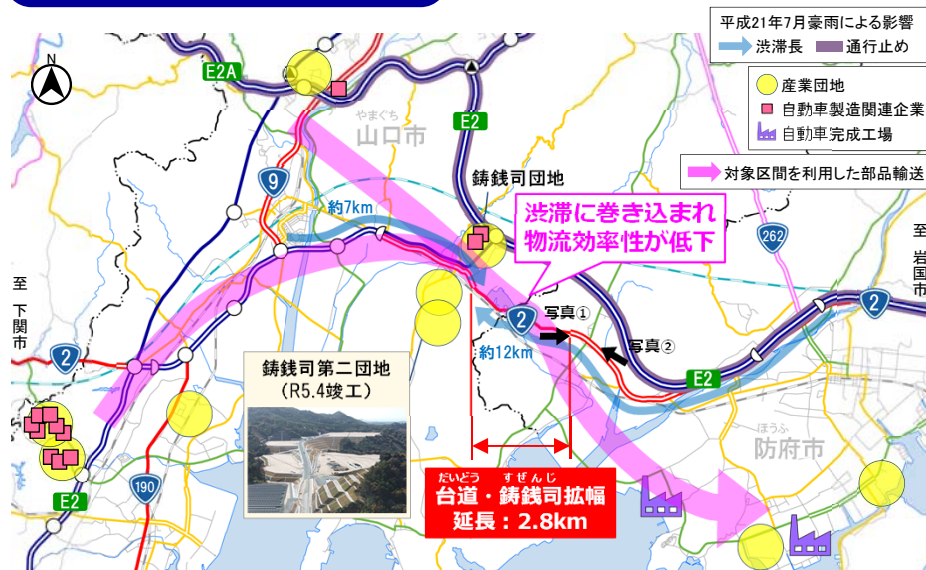 平成21年7月豪雨による影響
渋滞長
通行止め
産業団地
自動車製造関連企業
自動車完成工場
対象区間を利用した部品輸送
N
E2A
E2
やまぐち
山口市
9
鋳銭司団地
約7km
渋滞に巻き込まれ
物流効率性が低下
262
至 岩国市
至 下関市
2
2
2
写真①
写真②
約12km
E2
鋳銭司第二団地
(R5.4竣工)
ほうふ
防府市
E2
190
だいどう すぜんじ
台道・鋳銭司拡幅
延長:2.8km